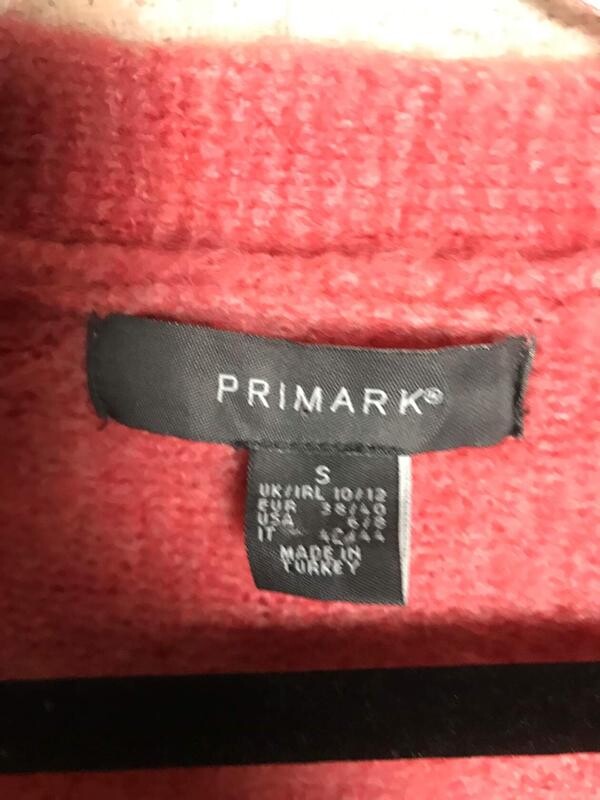 PRIMARK®
S
UK/IRL 10/12
EUR 38/40
USA 6/8
IT 42/44
MADE IN
TURKEY